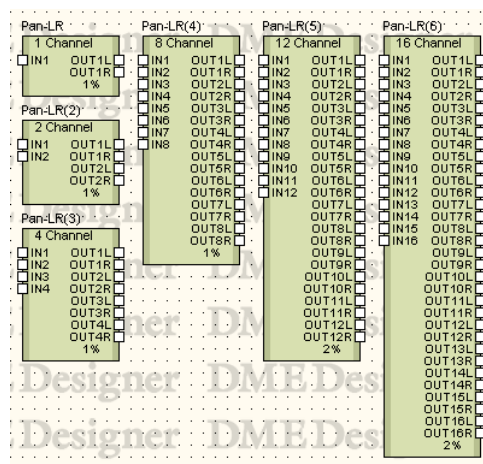 Pan-LR
1 Channel
IN1 OUT1L
OUT1R
1%
Pan-LR(2)
2 Channel
IN1 OUT1L
IN2 OUT1R
OUT2L
OUT2R
1%
Pan-LR(3)
4 Channel
IN1 OUT1L
IN2 OUT1R
IN3 OUT2L
IN4 OUT2R
OUT3L
OUT3R
OUT4L
OUT4R
1%
Pan-LR(4)
8 Channel
IN1 OUT1L
IN2 OUT1R
IN3 OUT2L
IN4 OUT2R
IN5 OUT3L
IN6 OUT3R
IN7 OUT4L
IN8 OUT4R
OUT5L
OUT5R
OUT6L
OUT6R
OUT7L
OUT7R
OUT8L
OUT8R
1%
Pan-LR(5)
12 Channel
IN1 OUT1L
IN2 OUT1R
IN3 OUT2L
IN4 OUT2R
IN5 OUT3L
IN6 OUT3R
IN7 OUT4L
IN8 OUT4R
IN9 OUT5L
IN10 OUT5R
IN11 OUT6L
IN12 OUT6R
OUT7L
OUT7R
OUT8L
OUT8R
OUT9L
OUT9R
OUT10L
OUT10R
OUT11L
OUT11R
OUT12L
OUT12R
2%
Pan-LR(6)
16 Channel
IN1 OUT1L
IN2 OUT1R
IN3 OUT2L
IN4 OUT2R
IN5 OUT3L
IN6 OUT3R
IN7 OUT4L
IN8 OUT4R
IN9 OUT5L
IN10 OUT5R
IN11 OUT6L
IN12 OUT6R
IN13 OUT7L
IN14 OUT7R
IN15 OUT8L
IN16 OUT8R
OUT9L
OUT9R
OUT10L
OUT10R
OUT11L
OUT11R
OUT12L
OUT12R
OUT13L
OUT13R
OUT14L
OUT14R
OUT15L
OUT15R
OUT16L
OUT16R
2%
Designer DME Des
Designer DME Des